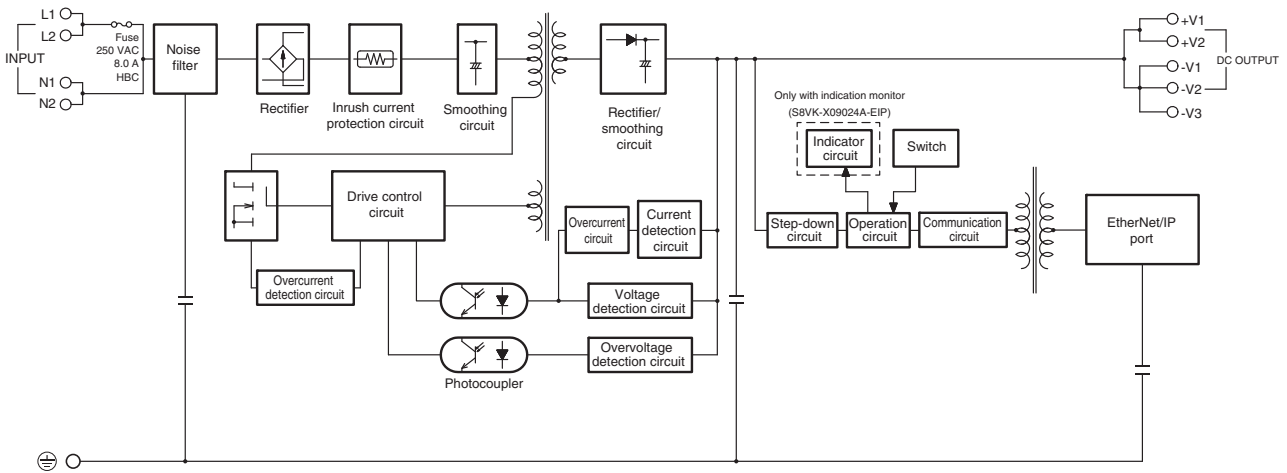 L1
L2
INPUT
N1
N2
Fuse
250 VAC
8.0 A
HBC
Noise
filter
Rectifier
Inrush current
protection circuit
Smoothing
circuit
Rectifier/
smoothing
circuit
+V1
+V2
-V1
-V2
-V3
DC OUTPUT
Only with indication monitor
(S8VK-X09024A-EIP)
Indicator
circuit
Switch
Drive control
circuit
Overcurrent
circuit
Current
detection
circuit
Step-down
circuit
Operation
circuit
Communication
circuit
EtherNet/IP
port
Overcurrent
detection circuit
Voltage
detection circuit
Overvoltage
detection circuit
Photocoupler